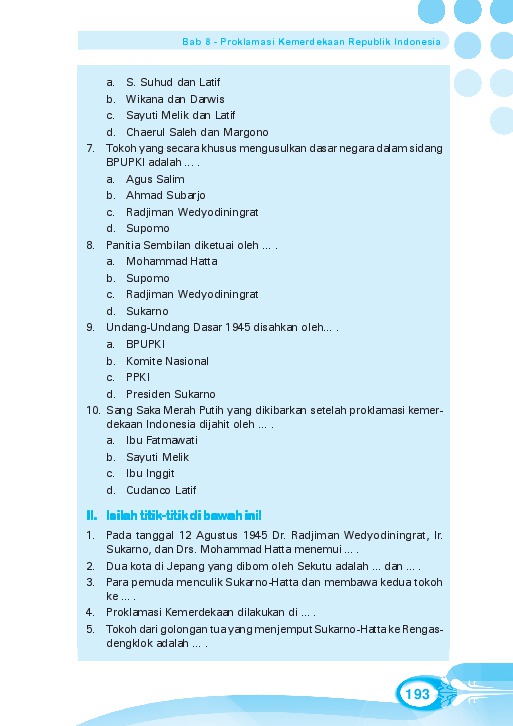 Bab 8 - Proklamasi Kemerdekaan Republik Indonesia
a. S. Suhud dan Latif
b. Wikana dan Darwis
c. Sayuti Melik dan Latif
d. Chaerul Saleh dan Margono
7. Tokoh yang secara khusus mengusulkan dasar negara dalam sidang
BPUPKI adalah ... .
a. Agus Salim
b. Ahmad Subarjo
c. Radjiman Wedyodiningrat
d. Supomo
8. Panitia Sembilan diketuai oleh ... .
a. Mohammad Hatta
b. Supomo
c. Radjiman Wedyodiningrat
d. Sukarno
9. Undang-Undang Dasar 1945 disahkan oleh... .
a. BPUPKI
b. Komite Nasional
c. PPKI
d. Presiden Sukarno
10. Sang Saka Merah Putih yang dikibarkan setelah proklamasi kemer-
dekaan Indonesia dijahit oleh ... .
a. Ibu Fatmawati
b. Sayuti Melik
c. Ibu Inggit
d. Cudanco Latif
II. Isilah titik-titik di bawah ini!
1. Pada tanggal 12 Agustus 1945 Dr. Radjiman Wedyodiningrat, Ir.
Sukarno, dan Drs. Mohammad Hatta menemui ... .
2. Dua kota di Jepang yang dibom oleh Sekutu adalah ... dan ... .
3. Para pemuda menculik Sukarno-Hatta dan membawa kedua tokoh
ke ... .
4. Proklamasi Kemerdekaan dilakukan di ... .
5. Tokoh dari golongan tua yang menjemput Sukarno-Hatta ke Rengas-
dengklok adalah ... .
193